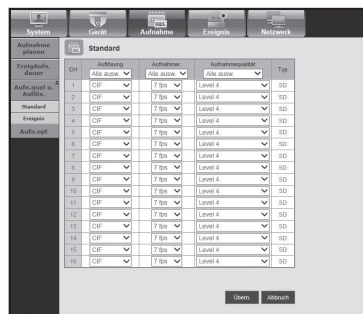 System Gerät Aufnahme Ereignis Netzwerk
Aufnahme planen
EreigAufn. dauer
Aufn.qual u. Auflös.
Standard
Ereignis
Aufn.opt
Standard
CH Auflösung Aufnahmer. Aufnahmequalität Typ
Alle ausw. Alle ausw. Alle ausw.
1 CIF 7 fps Level 4 SD
2 CIF 7 fps Level 4 SD
3 CIF 7 fps Level 4 SD
4 CIF 7 fps Level 4 SD
5 CIF 7 fps Level 4 SD
6 CIF 7 fps Level 4 SD
7 CIF 7 fps Level 4 SD
8 CIF 7 fps Level 4 SD
9 CIF 7 fps Level 4 SD
10 CIF 7 fps Level 4 SD
11 CIF 7 fps Level 4 SD
12 CIF 7 fps Level 4 SD
13 CIF 7 fps Level 4 SD
14 CIF 7 fps Level 4 SD
15 CIF 7 fps Level 4 SD
16 CIF 7 fps Level 4 SD
Übern. Abbruch